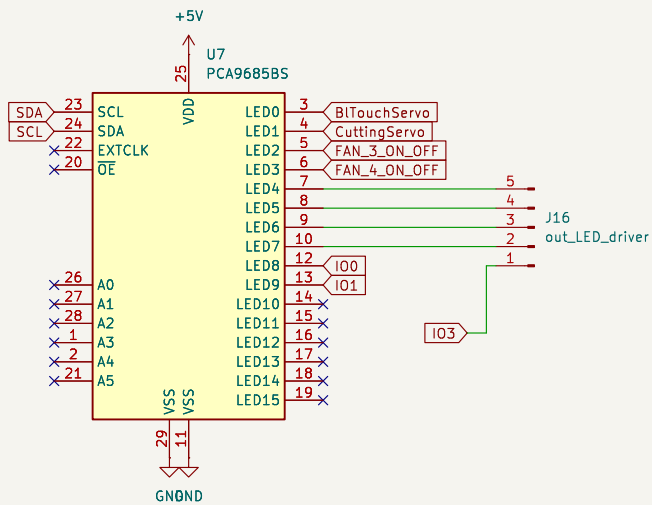 +5V
U7
PCA9685BS
25
VDD
SDA 23 SCL LED0 3 BlTouchServo
SCL 24 SDA LED1 4 CuttingServo
22 EXTCLK LED2 5 FAN_3_ON_OFF
20 OE LED3 6 FAN_4_ON_OFF
LED4 7 5
LED5 8 4
LED6 9 3
LED7 10 2
J16
out_LED_driver
LED8 12 IO0 1
26 A0 LED9 13 IO1
27 A1 LED10 14
28 A2 LED11 15
IO3
1 A3 LED12 16
2 A4 LED13 17
21 A5 LED14 18
LED15 19
VSS VSS
29 11
GND GND